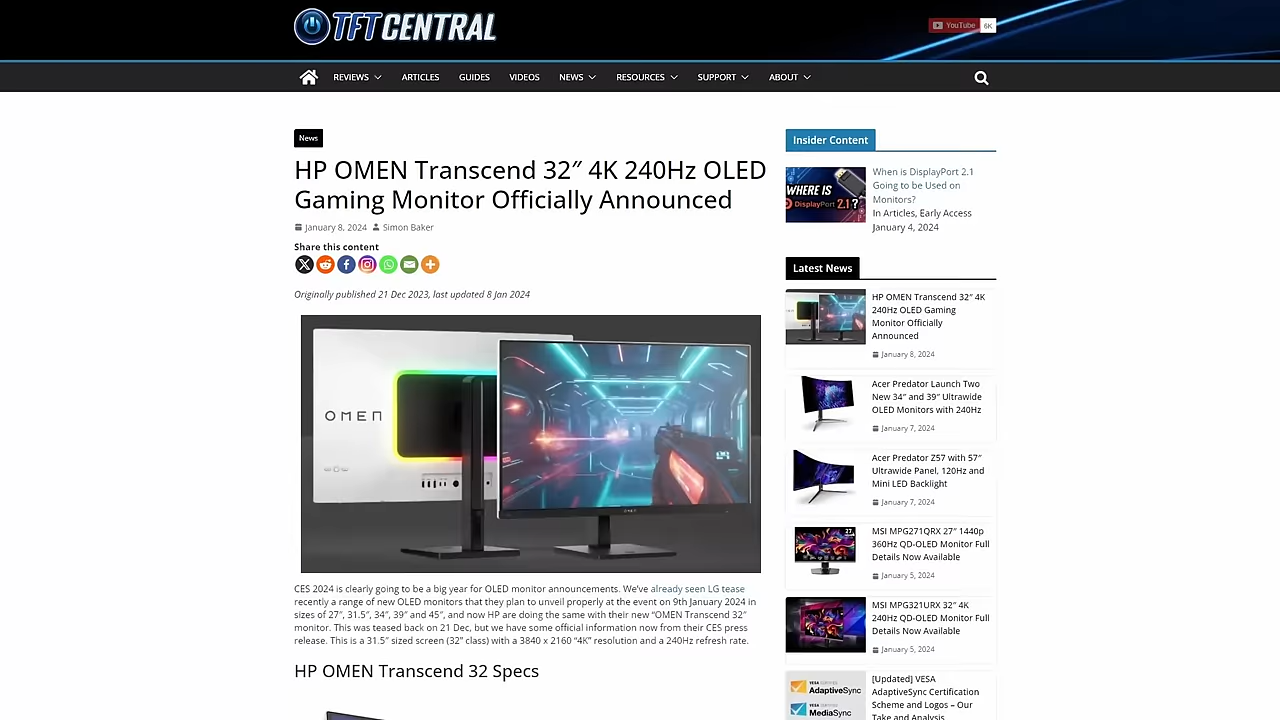 TFTCENTRAL
YouTube 6K
REVIEWS ARTICLES GUIDES VIDEOS NEWS RESOURCES SUPPORT ABOUT
News
HP OMEN Transcend 32″ 4K 240Hz OLED
Gaming Monitor Officially Announced
January 8, 2024 Simon Baker
Share this content
Originally published 21 Dec 2023, last updated 8 Jan 2024
OMEN
CES 2024 is clearly going to be a big year for OLED monitor announcements. We've already seen LG tease
recently a range of new OLED monitors that they plan to unveil properly at the event on 9th January 2024 in
sizes of 27″, 31.5″, 34″, 39″ and 45″, and now HP are doing the same with their new "OMEN Transcend 32"
monitor. This was teased back on 21 Dec, but we have some official information now from their CES press
release. This is a 31.5″ sized screen (32″ class) with a 3840 x 2160 "4K" resolution and a 240Hz refresh rate.
HP OMEN Transcend 32 Specs
Insider Content
WHERE IS
DisplayPort 2.1?
When is DisplayPort 2.1
Going to be Used on
Monitors?
In Articles, Early Access
January 4, 2024
Latest News
HP OMEN Transcend 32″ 4K
240Hz OLED Gaming
Monitor Officially
Announced
January 8, 2024
Acer Predator Launch Two
New 34″ and 39″ Ultrawide
OLED Monitors with 240Hz
January 7, 2024
Acer Predator Z57 with 57″
Ultrawide Panel, 120Hz and
Mini LED Backlight
January 7, 2024
27
MSI MPG271QRX 27″ 1440p
360Hz QD-OLED Monitor Full
Details Now Available
January 5, 2024
MSI MPG321URX 32″ 4K
240Hz QD-OLED Monitor Full
Details Now Available
January 5, 2024
AdaptiveSync
MediaSync
[Updated] VESA
AdaptiveSync Certification
Scheme and Logos – Our
Take and Analysis